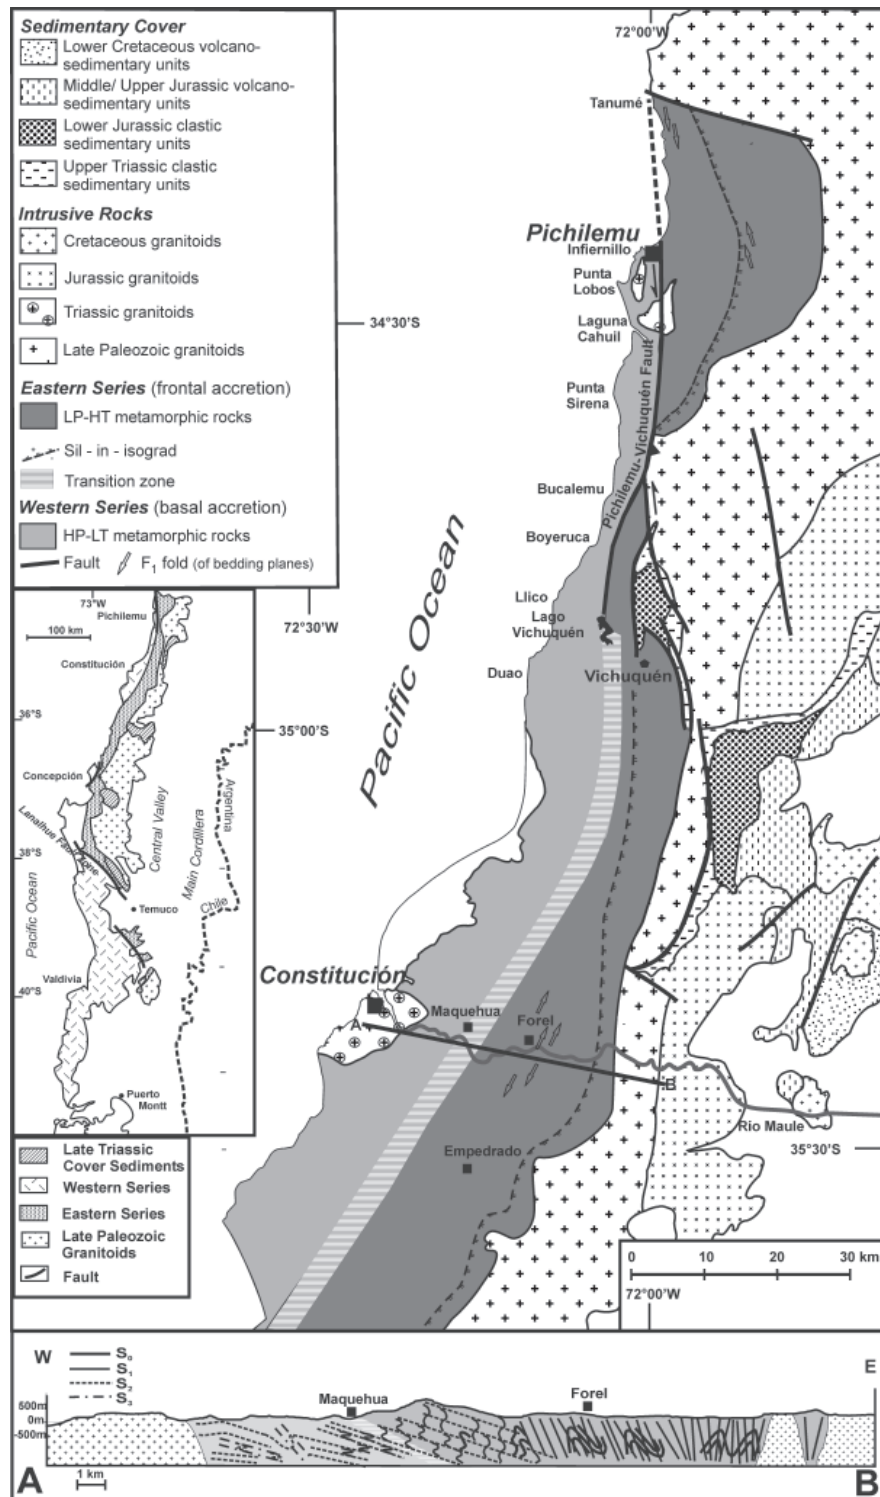 Sedimentary Cover
Lower Cretaceous volcano-
sedimentary units
Middle/ Upper Jurassic volcano-
sedimentary units
Lower Jurassic clastic
sedimentary units
Upper Triassic clastic
sedimentary units
Intrusive Rocks
Cretaceous granitoids
Jurassic granitoids
Triassic granitoids
Late Paleozoic granitoids
Eastern Series (frontal accretion)
LP-HT metamorphic rocks
Sil - in - isograd
Transition zone
Western Series (basal accretion)
HP-LT metamorphic rocks
Fault
F₁ fold (of bedding planes)
72°00'W
Tanumé
Pichilemu
Infiernillo
Punta
Lobos
Laguna
Cahuil
34°30'S
Punta
Sirena
Pichilemu-Vichuquén Fault
Bucalemu
Boyeruca
Llico
Lago
Vichuquén
Vichuquén
Duao
72°30'W
35°00'S
Pacific Ocean
Constitución
A
Maquehua
Forel
B
Rio Maule
Empedrado
35°30'S
0 10 20 30 km
72°00'W
73°W
Pichilemu
100 km
Constitución
36°S
Concepción
Lanalhue Fault Zone
38°S
Central Valley
Main Cordillera
Argentina
Chile
Pacific Ocean
Temuco
Valdivia
40°S
Puerto
Montt
Late Triassic
Cover Sediments
Western Series
Eastern Series
Late Paleozoic
Granitoids
Fault
W
S₀
S₁
S₂
S₃
E
Maquehua
Forel
500m
0m
-500m
A
1 km
B